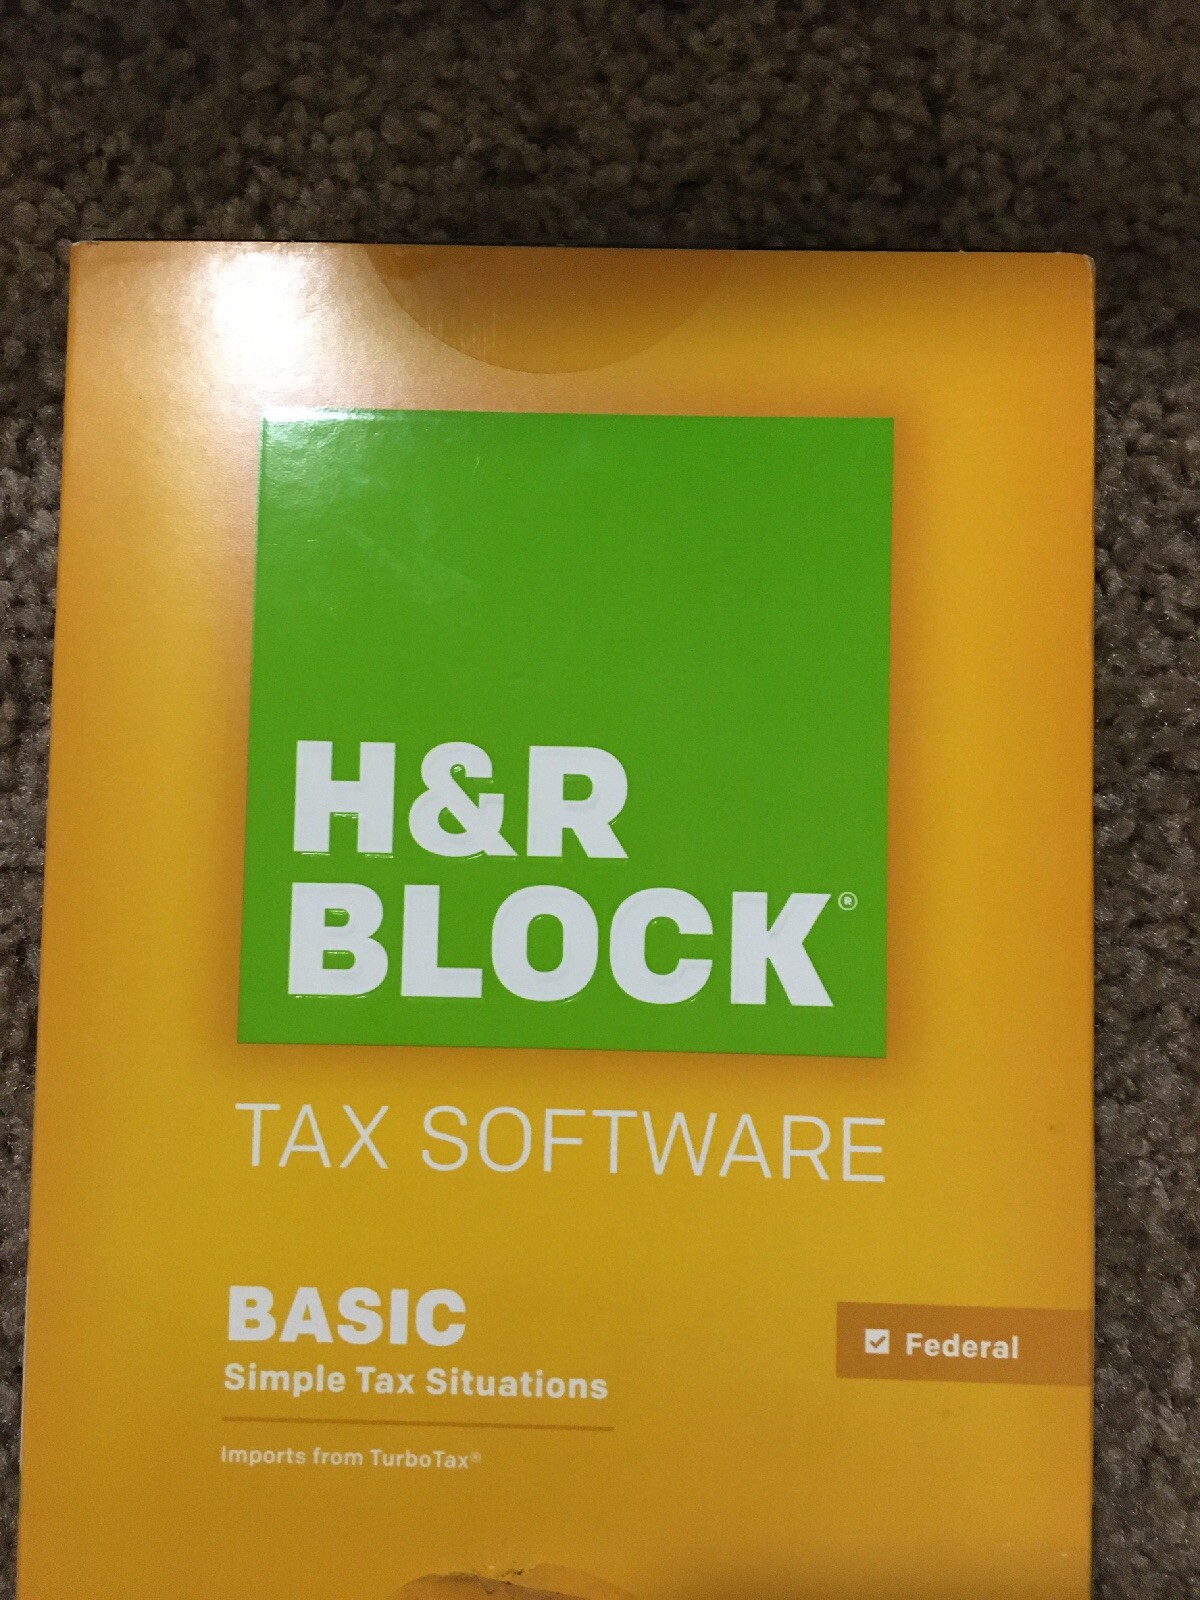 H&R
BLOCK®
TAX SOFTWARE
BASIC
Simple Tax Situations
Federal
Imports from TurboTax®